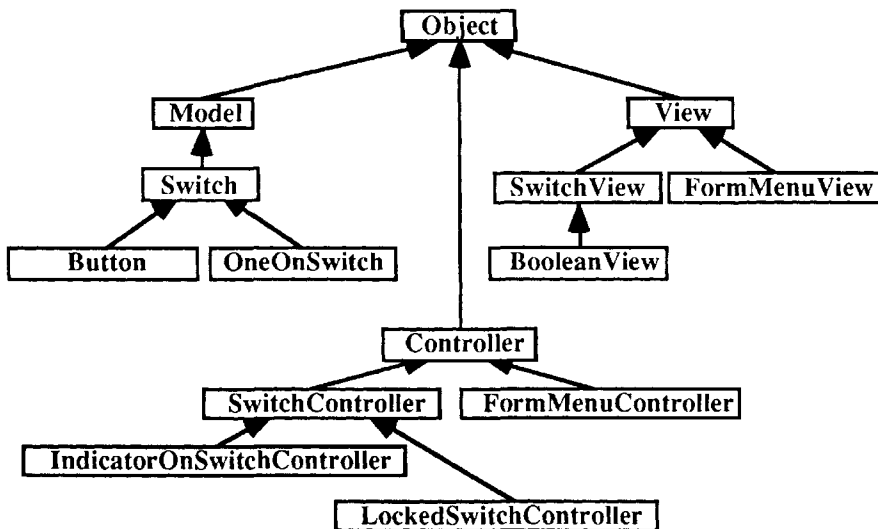 Object
Model
View
Switch
SwitchView
FormMenuView
Button
OneOnSwitch
BooleanView
Controller
SwitchController
FormMenuController
IndicatorOnSwitchController
LockedSwitchController